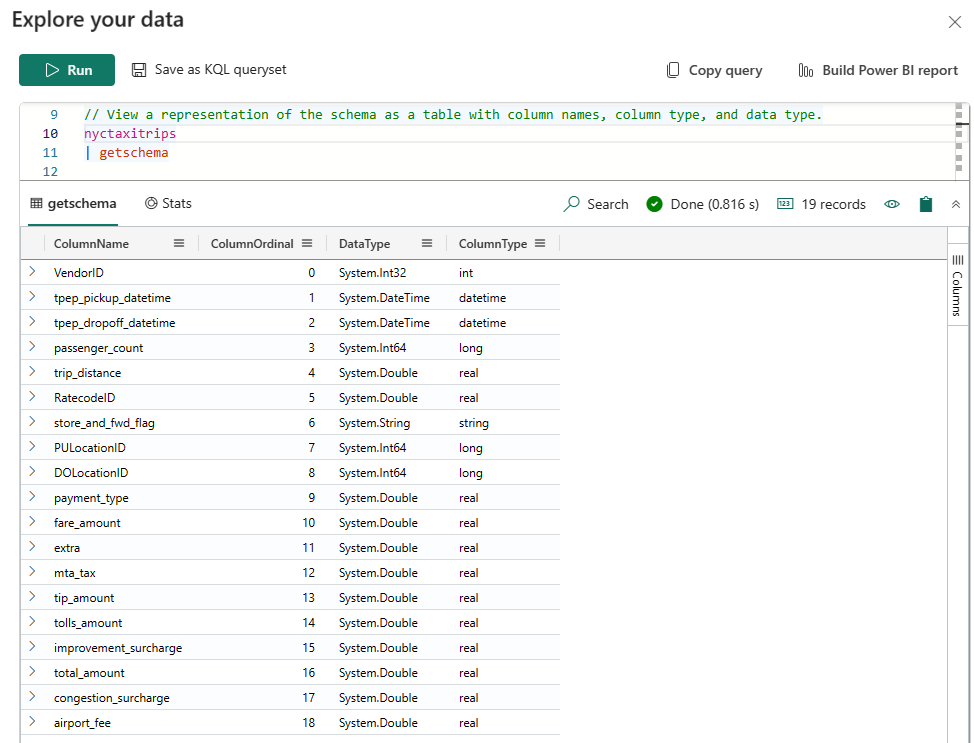 Explore your data
Run Save as KQL queryset Copy query Build Power BI report
9 // View a representation of the schema as a table with column names, column type, and data type.
10 nyctaxitrips
11 | getschema
12
getschema Stats Search Done (0.816 s) 123 19 records
ColumnName ColumnOrdinal DataType ColumnType
VendorID 0 System.Int32 int
tpep_pickup_datetime 1 System.DateTime datetime
tpep_dropoff_datetime 2 System.DateTime datetime
passenger_count 3 System.Int64 long
trip_distance 4 System.Double real
RatecodeID 5 System.Double real
store_and_fwd_flag 6 System.String string
PULocationID 7 System.Int64 long
DOLocationID 8 System.Int64 long
payment_type 9 System.Double real
fare_amount 10 System.Double real
extra 11 System.Double real
mta_tax 12 System.Double real
tip_amount 13 System.Double real
tolls_amount 14 System.Double real
improvement_surcharge 15 System.Double real
total_amount 16 System.Double real
congestion_surcharge 17 System.Double real
airport_fee 18 System.Double real
Columns